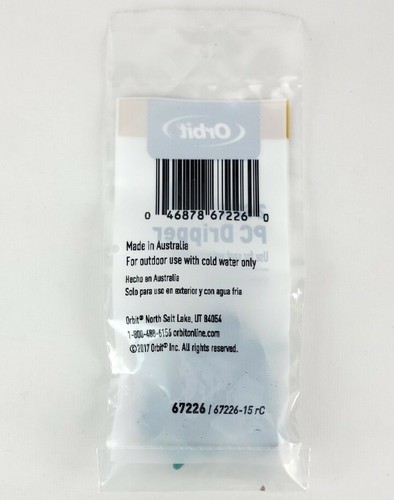 Orbit
0 46878 67226 0
PC Dripper
Made in Australia
For outdoor use with cold water only
Hecho en Australia
Solo para uso en exterior y con agua fria
Orbit® North Salt Lake, UT 84054
1-800-488-6156 orbitonline.com
©2017 Orbit® Inc. All rights reserved.
67226 / 67226-15 rC